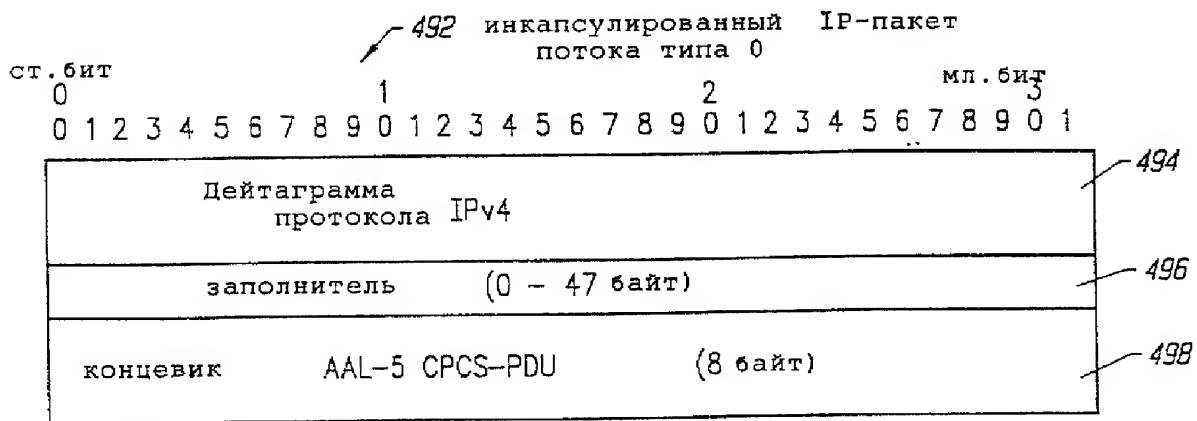 492 инкапсулированный IP-пакет
потока типа 0
ст.бит мл.бит
0 1 2 3
0 1 2 3 4 5 6 7 8 9 0 1 2 3 4 5 6 7 8 9 0 1 2 3 4 5 6 7 8 9 0 1
494
Дейтаграмма
протокола IPv4
заполнитель (0 – 47 байт) 496
концевик AAL-5 CPCS-PDU (8 байт) 498